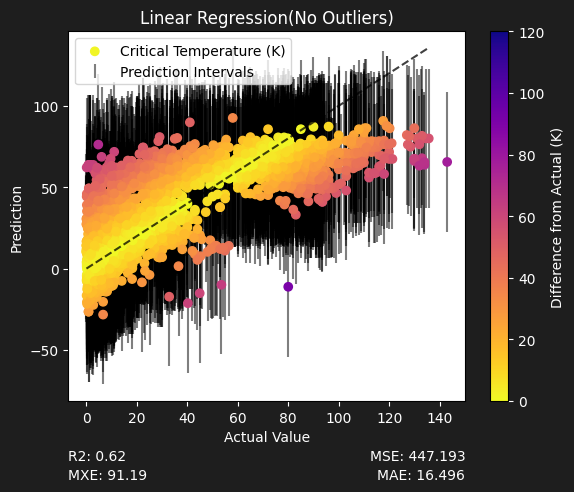 Linear Regression(No Outliers)
Critical Temperature (K)
Prediction Intervals
100
50
0
−50
Prediction
0
20
40
60
80
100
120
140
Actual Value
120
100
80
60
40
20
0
Difference from Actual (K)
R2: 0.62
MSE: 447.193
MXE: 91.19
MAE: 16.496